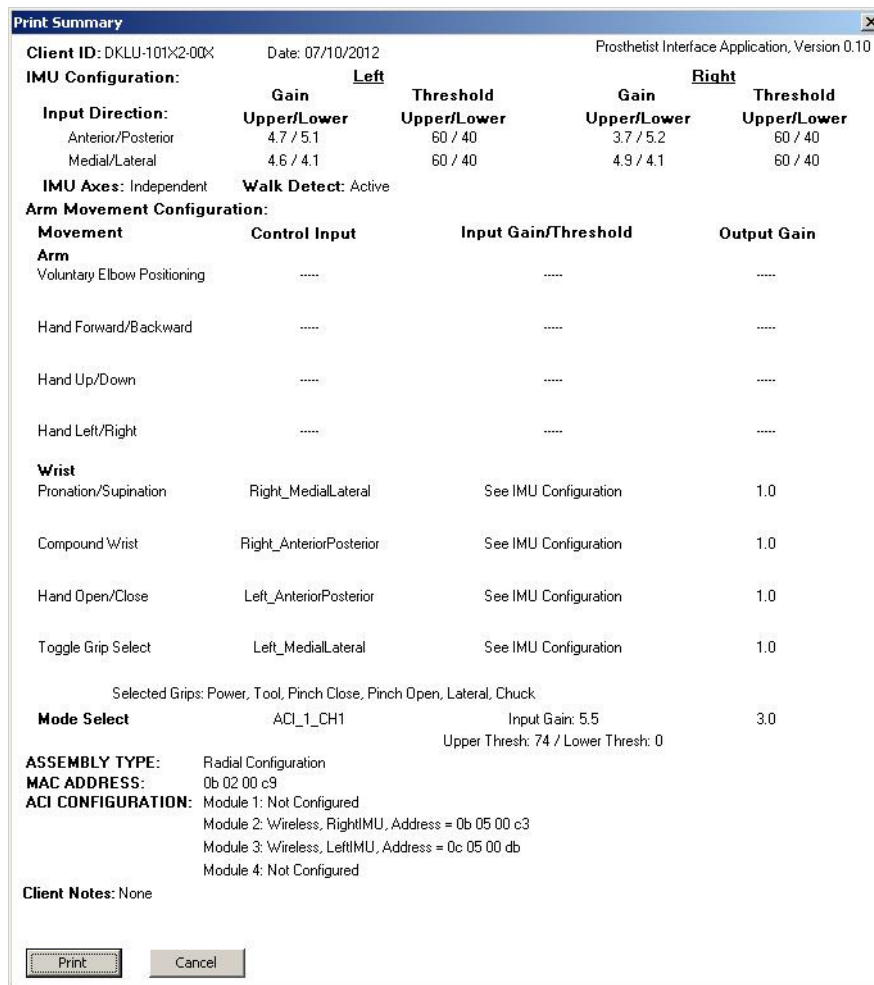 Print Summary
Client ID: DKLU-101X2-00X Date: 07/10/2012 Prosthetist Interface Application, Version 0.10
IMU Configuration: Left Right
Gain Threshold Gain Threshold
Input Direction: Upper/Lower Upper/Lower Upper/Lower Upper/Lower
Anterior/Posterior 4.7 / 5.1 60 / 40 3.7 / 5.2 60 / 40
Medial/Lateral 4.6 / 4.1 60 / 40 4.9 / 4.1 60 / 40
IMU Axes: Independent Walk Detect: Active
Arm Movement Configuration:
Movement Control Input Input Gain/Threshold Output Gain
Arm
Voluntary Elbow Positioning ----- ----- -----
Hand Forward/Backward ----- ----- -----
Hand Up/Down ----- ----- -----
Hand Left/Right ----- ----- -----
Wrist
Pronation/Supination Right_MedialLateral See IMU Configuration 1.0
Compound Wrist Right_AnteriorPosterior See IMU Configuration 1.0
Hand Open/Close Left_AnteriorPosterior See IMU Configuration 1.0
Toggle Grip Select Left_MedialLateral See IMU Configuration 1.0
Selected Grips: Power, Tool, Pinch Close, Pinch Open, Lateral, Chuck
Mode Select ACI_1_CH1 Input Gain: 5.5 3.0
Upper Thresh: 74 / Lower Thresh: 0
ASSEMBLY TYPE: Radial Configuration
MAC ADDRESS: 0b 02 00 c9
ACI CONFIGURATION: Module 1: Not Configured
Module 2: Wireless, RightIMU, Address = 0b 05 00 c3
Module 3: Wireless, LeftIMU, Address = 0c 05 00 db
Module 4: Not Configured
Client Notes: None
Print Cancel